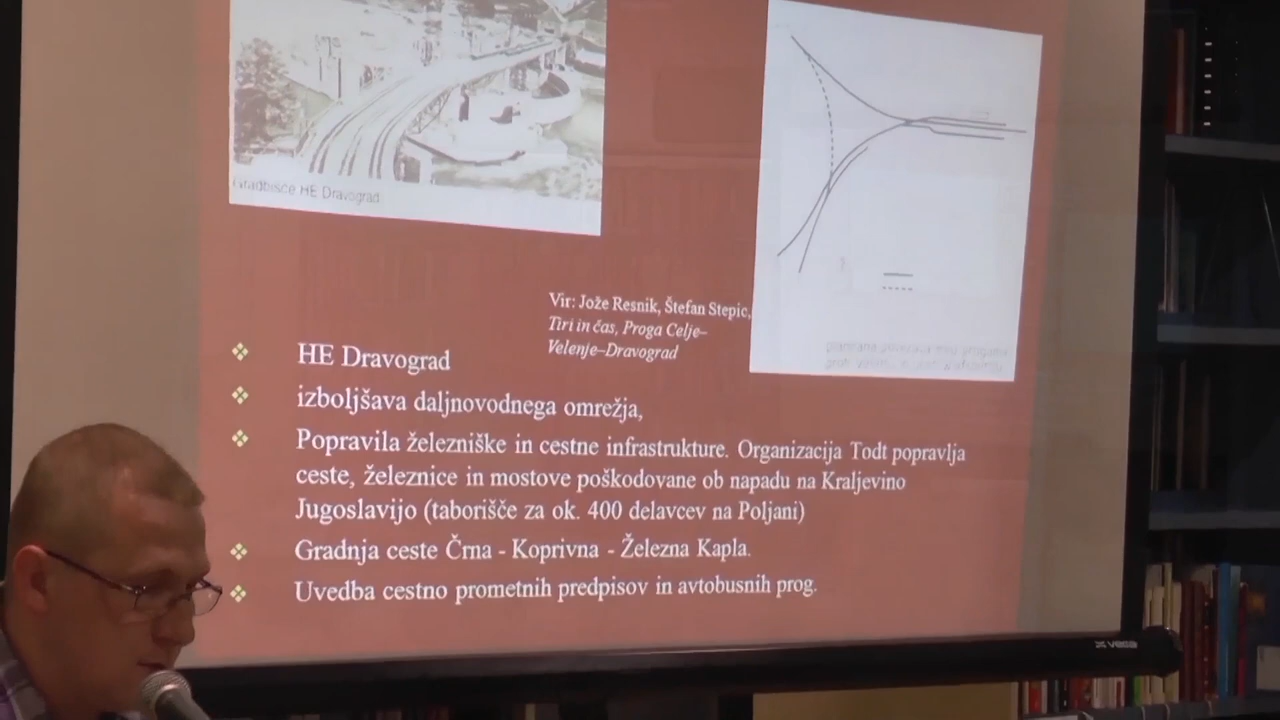 Gradbišče HE Dravograd
Vir: Jože Resnik, Štefan Stepic,
Tiri in čas, Proga Celje–
Velenje–Dravograd
HE Dravograd
izboljšava daljnovodnega omrežja,
Popravila železniške in cestne infrastrukture. Organizacija Todt popravlja
ceste, železnice in mostove poškodovane ob napadu na Kraljevino
Jugoslavijo (taborišče za ok. 400 delavcev na Poljani)
Gradnja ceste Črna - Koprivna - Železna Kapla.
Uvedba cestno prometnih predpisov in avtobusnih prog.
vega